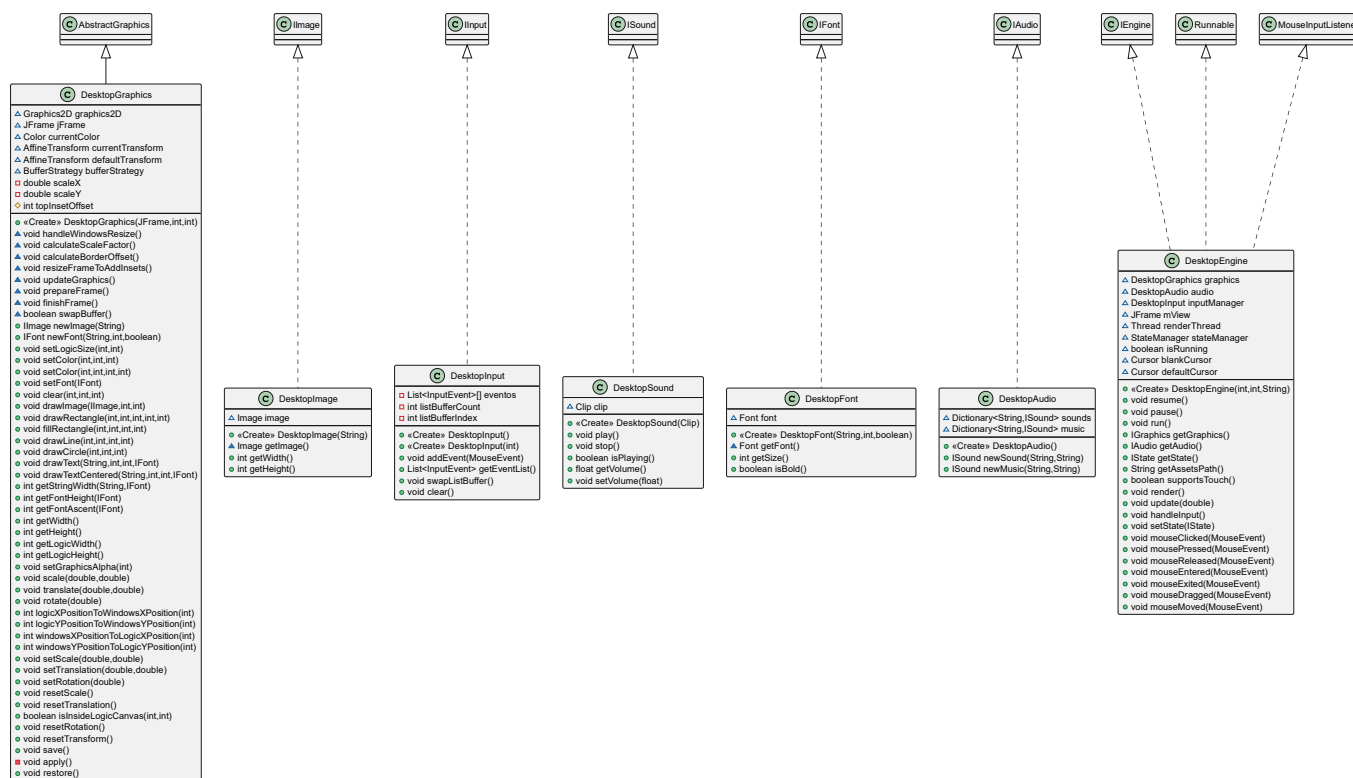 AbstractGraphics
IImage
IInput
ISound
IFont
IAudio
IEngine
Runnable
MouseInputListene
DesktopGraphics
Graphics2D graphics2D
JFrame jFrame
Color currentColor
AffineTransform currentTransform
AffineTransform defaultTransform
BufferStrategy bufferStrategy
double scaleX
double scaleY
int topInsetOffset
«Create» DesktopGraphics(JFrame,int,int)
void handleWindowsResize()
void calculateScaleFactor()
void calculateBorderOffset()
void resizeFrameToAddInsets()
void updateGraphics()
void prepareFrame()
void finishFrame()
boolean swapBuffer()
IImage newImage(String)
IFont newFont(String,int,boolean)
void setLogicSize(int,int)
void setColor(int,int,int)
void setColor(int,int,int,int)
void setFont(IFont)
void clear(int,int,int)
void drawImage(IImage,int,int)
void drawRectangle(int,int,int,int,int)
void fillRectangle(int,int,int,int)
void drawLine(int,int,int,int)
void drawCircle(int,int,int,int)
void drawText(String,int,int,IFont)
void drawTextCentered(String,int,int,IFont)
int getStringWidth(String,IFont)
int getFontHeight(IFont)
int getFontAscent(IFont)
int getWidth()
int getHeight()
int getLogicWidth()
int getLogicHeight()
void setGraphicsAlpha(int)
void scale(double,double)
void translate(double,double)
void rotate(double)
int logicXPositionToWindowsXPosition(int)
int logicYPositionToWindowsYPosition(int)
int windowsXPositionToLogicXPosition(int)
int windowsYPositionToLogicYPosition(int)
void setScale(double,double)
void setTranslation(double,double)
void setRotation(double)
void resetScale()
void resetTranslation()
boolean isInsideLogicCanvas(int,int)
void resetRotation()
void resetTransform()
void save()
void apply()
void restore()
DesktopImage
Image image
«Create» DesktopImage(String)
Image getImage()
int getWidth()
int getHeight()
DesktopInput
List<InputEvent>[] eventos
int listBufferCount
int listBufferIndex
«Create» DesktopInput()
«Create» DesktopInput(int)
void addEvent(MouseEvent)
List<InputEvent> getEventList()
void swapListBuffer()
void clear()
DesktopSound
Clip clip
«Create» DesktopSound(Clip)
void play()
void stop()
boolean isPlaying()
float getVolume()
void setVolume(float)
DesktopFont
Font font
«Create» DesktopFont(String,int,boolean)
Font getFont()
int getSize()
boolean isBold()
DesktopAudio
Dictionary<String,ISound> sounds
Dictionary<String,ISound> music
«Create» DesktopAudio()
ISound newSound(String,String)
ISound newMusic(String,String)
DesktopEngine
DesktopGraphics graphics
DesktopAudio audio
DesktopInput inputManager
JFrame mView
Thread renderThread
StateManager stateManager
boolean isRunning
Cursor blankCursor
Cursor defaultCursor
«Create» DesktopEngine(int,int,String)
void resume()
void pause()
void run()
IGraphics getGraphics()
IAudio getAudio()
IState getState()
String getAssetsPath()
boolean supportsTouch()
void render()
void update(double)
void handleInput()
void setState(IState)
void mouseClicked(MouseEvent)
void mousePressed(MouseEvent)
void mouseReleased(MouseEvent)
void mouseEntered(MouseEvent)
void mouseExited(MouseEvent)
void mouseDragged(MouseEvent)
void mouseMoved(MouseEvent)